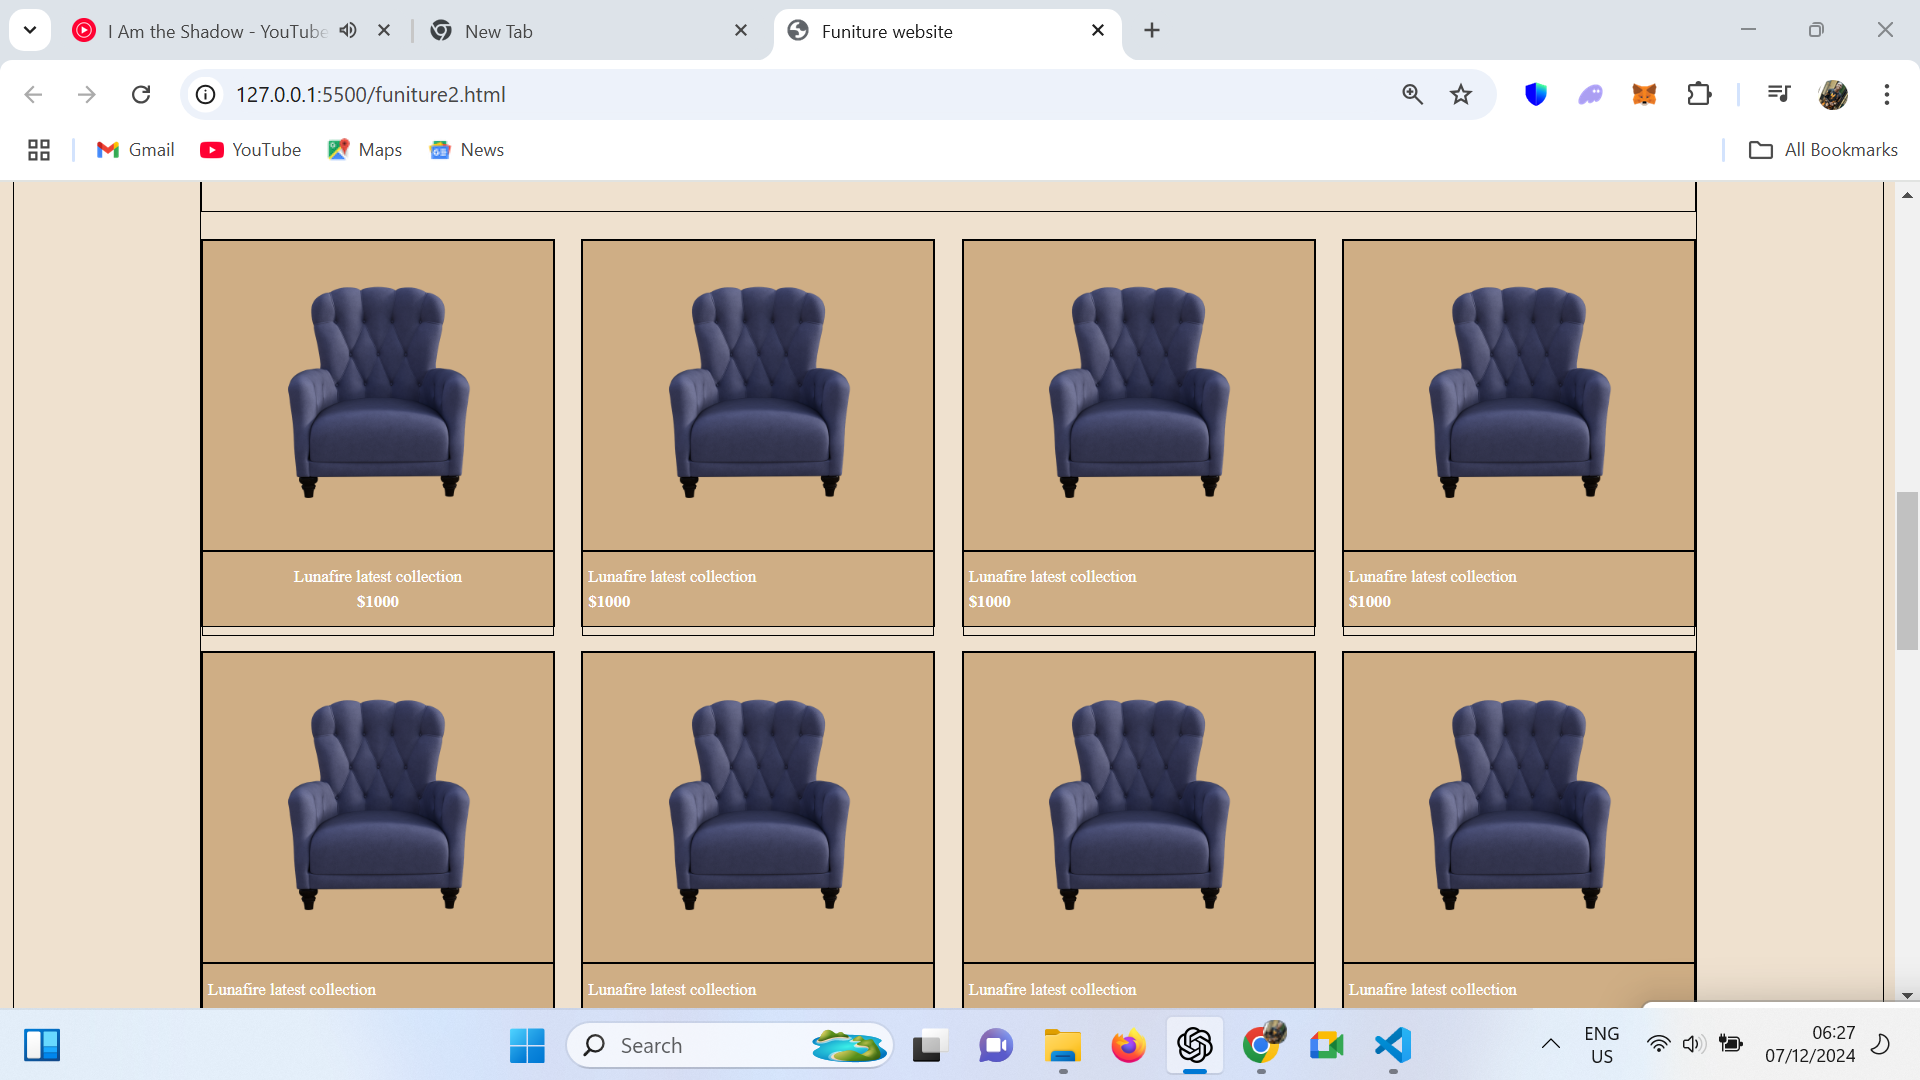 I Am the Shadow - YouTube
New Tab
Funiture website
127.0.0.1:5500/funiture2.html
Gmail
YouTube
Maps
News
All Bookmarks
Lunafire latest collection
$1000
Lunafire latest collection
$1000
Lunafire latest collection
$1000
Lunafire latest collection
$1000
Lunafire latest collection
Lunafire latest collection
Lunafire latest collection
Lunafire latest collection
Search
ENG
US
06:27
07/12/2024